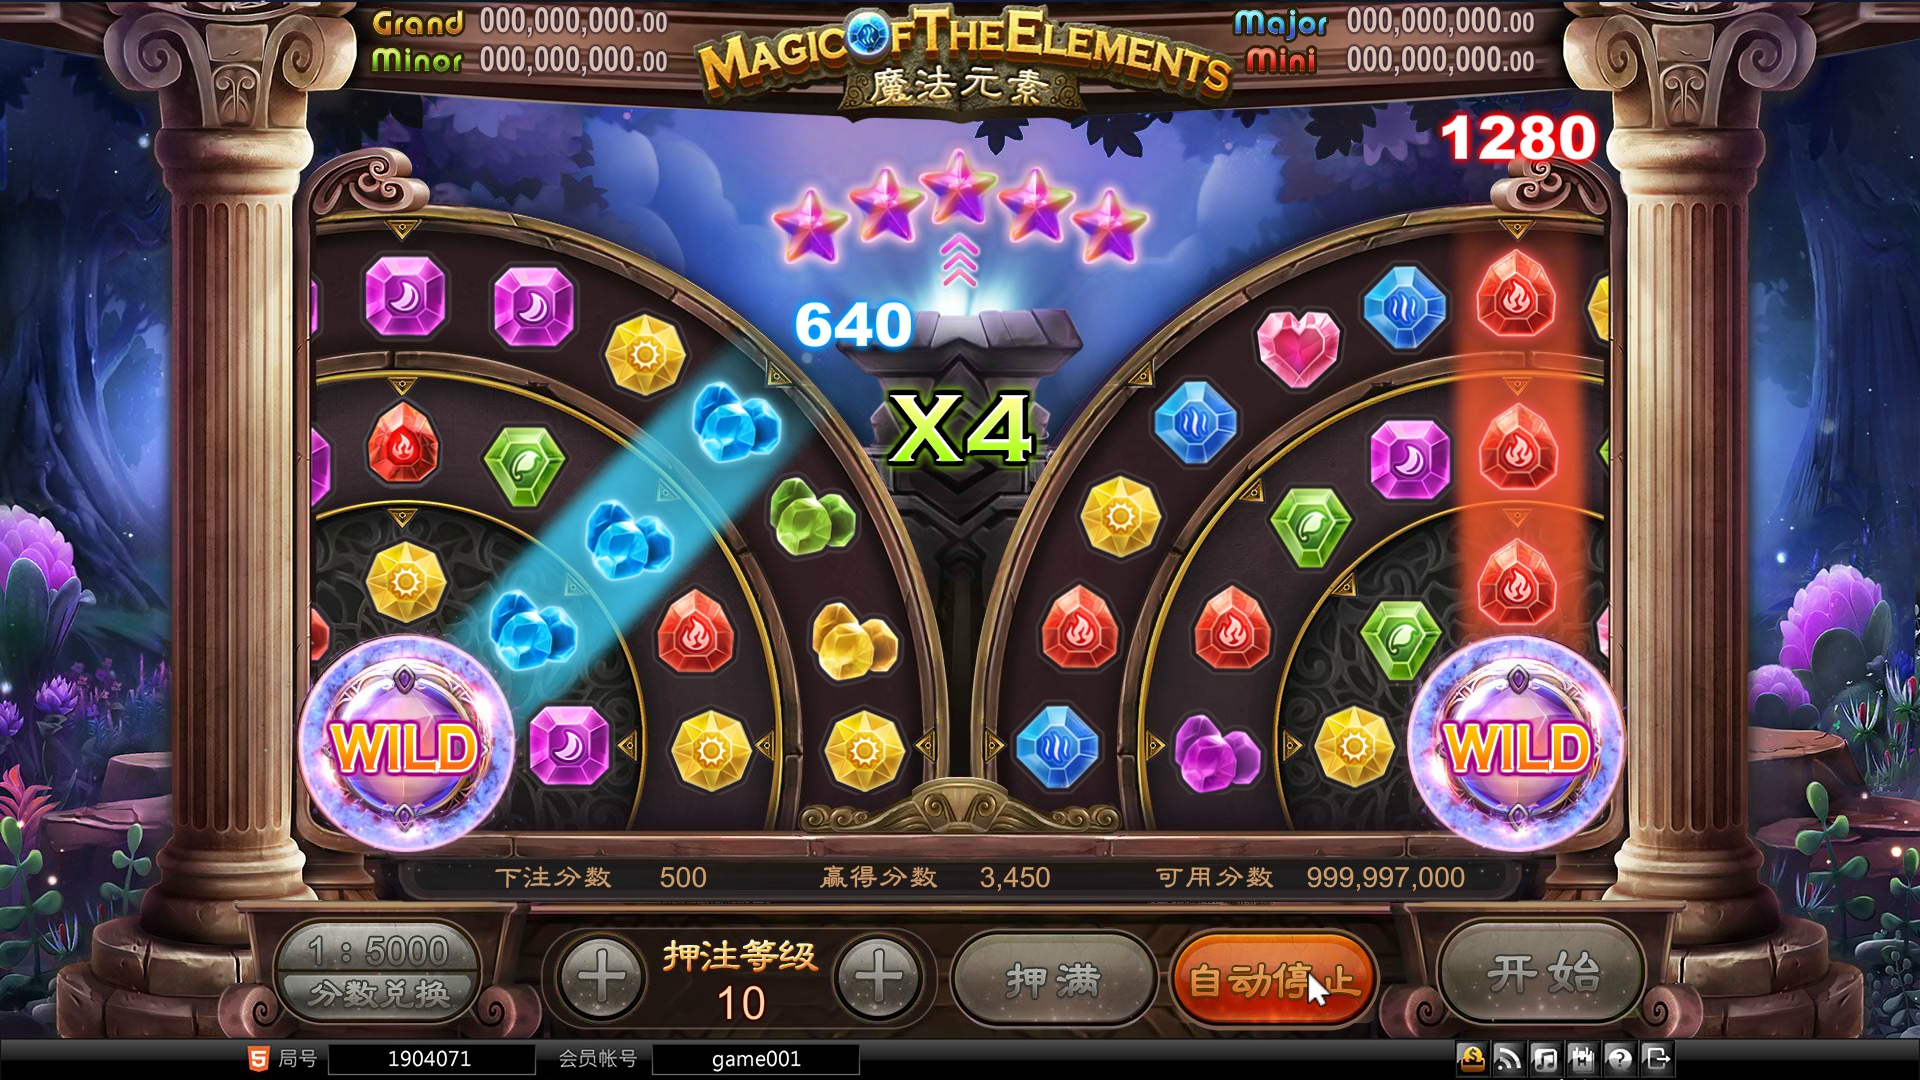 Grand 000,000,000.00
Minor 000,000,000.00
MAGIC OF THE ELEMENTS
魔法元素
Major 000,000,000.00
Mini 000,000,000.00
1280
640
X4
WILD
WILD
下注分数 500 赢得分数 3,450 可用分数 999,997,000
1 : 5000
分数兑换
押注等级
10
押满
自动停止
开始
局号 1904071 会员帐号 game001